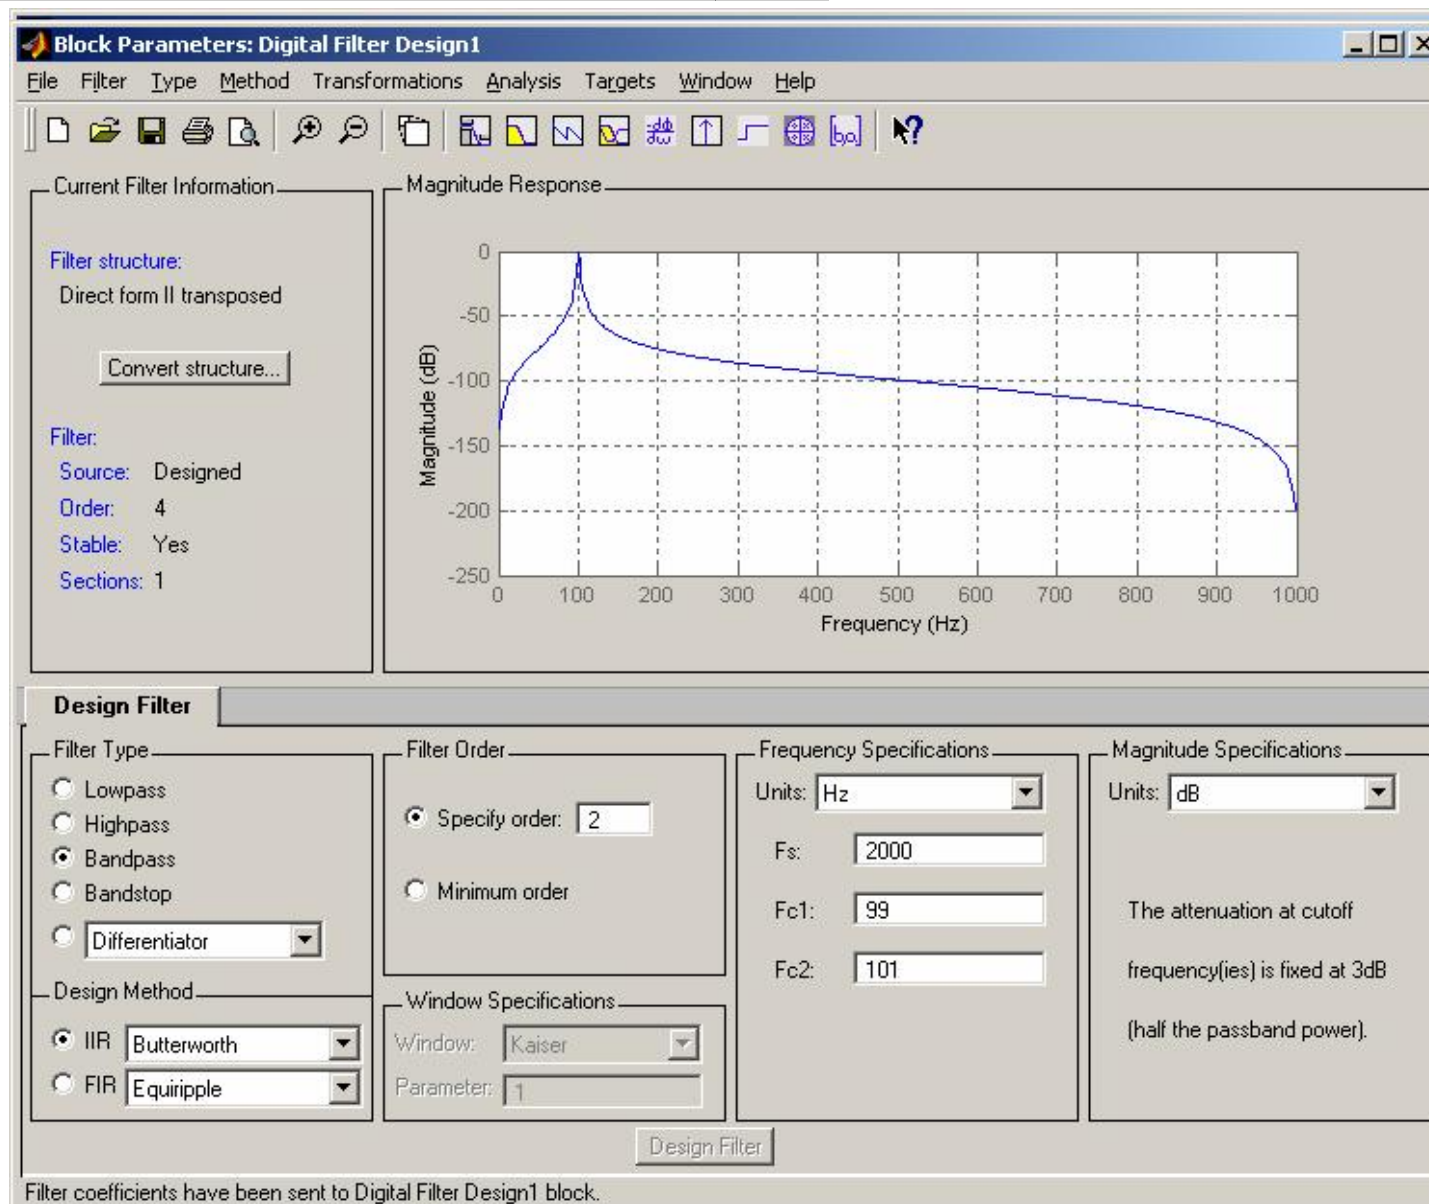 Block Parameters: Digital Filter Design1
File Filter Type Method Transformations Analysis Targets Window Help
Current Filter Information
Filter structure:
Direct form II transposed
Convert structure...
Filter:
Source: Designed
Order: 4
Stable: Yes
Sections: 1
Magnitude Response
0
-50
-100
-150
-200
-250
Magnitude (dB)
0 100 200 300 400 500 600 700 800 900 1000
Frequency (Hz)
Design Filter
Filter Type
Lowpass
Highpass
Bandpass
Bandstop
Differentiator
Design Method
IIR Butterworth
FIR Equiripple
Filter Order
Specify order: 2
Minimum order
Window Specifications
Window: Kaiser
Parameter: 1
Frequency Specifications
Units: Hz
Fs: 2000
Fc1: 99
Fc2: 101
Magnitude Specifications
Units: dB
The attenuation at cutoff
frequency(ies) is fixed at 3dB
(half the passband power).
Design Filter
Filter coefficients have been sent to Digital Filter Design1 block.